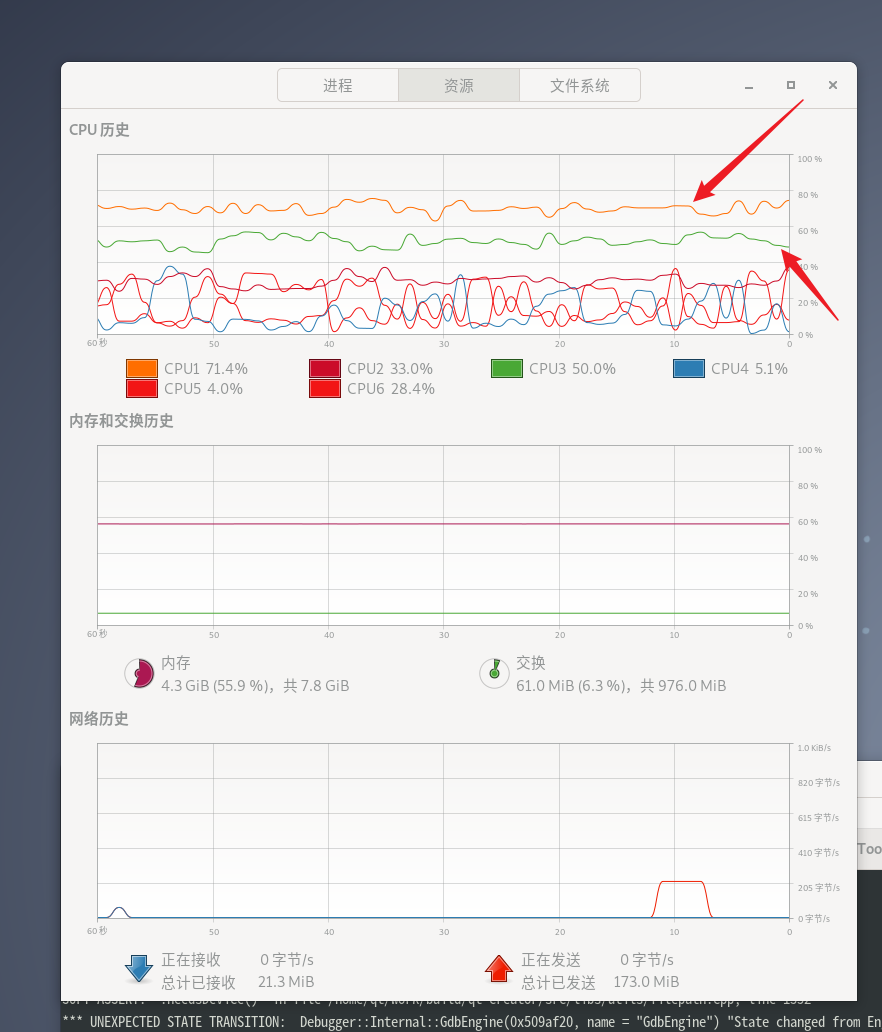 进程 资源 文件系统
CPU 历史
100 %
80 %
60 %
40 %
20 %
0 %
60 秒 50 40 30 20 10 0
CPU1 71.4% CPU2 33.0% CPU3 50.0% CPU4 5.1%
CPU5 4.0% CPU6 28.4%
内存和交换历史
100 %
80 %
60 %
40 %
20 %
0 %
60 秒 50 40 30 20 10 0
内存 交换
4.3 GiB (55.9 %)，共 7.8 GiB 61.0 MiB (6.3 %)，共 976.0 MiB
网络历史
1.0 KiB/s
820 字节/s
615 字节/s
410 字节/s
Too
205 字节/s
0 字节/s
60 秒 50 40 30 20 10 0
正在接收 0 字节/s 正在发送 0 字节/s
总计已接收 21.3 MiB 总计已发送 173.0 MiB
*** UNEXPECTED STATE TRANSITION: Debugger::Internal::GdbEngine(0x509af20, name = "GdbEngine") "State changed from En